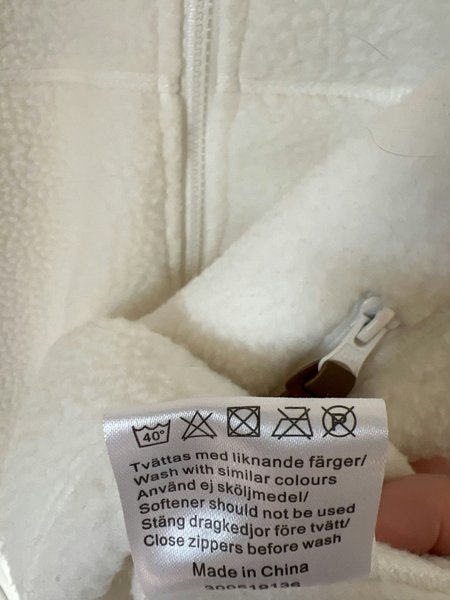 40°
Tvättas med liknande färger/
Wash with similar colours
Använd ej sköljmedel/
Softener should not be used
Stäng dragkedjor före tvätt/
Close zippers before wash
Made in China